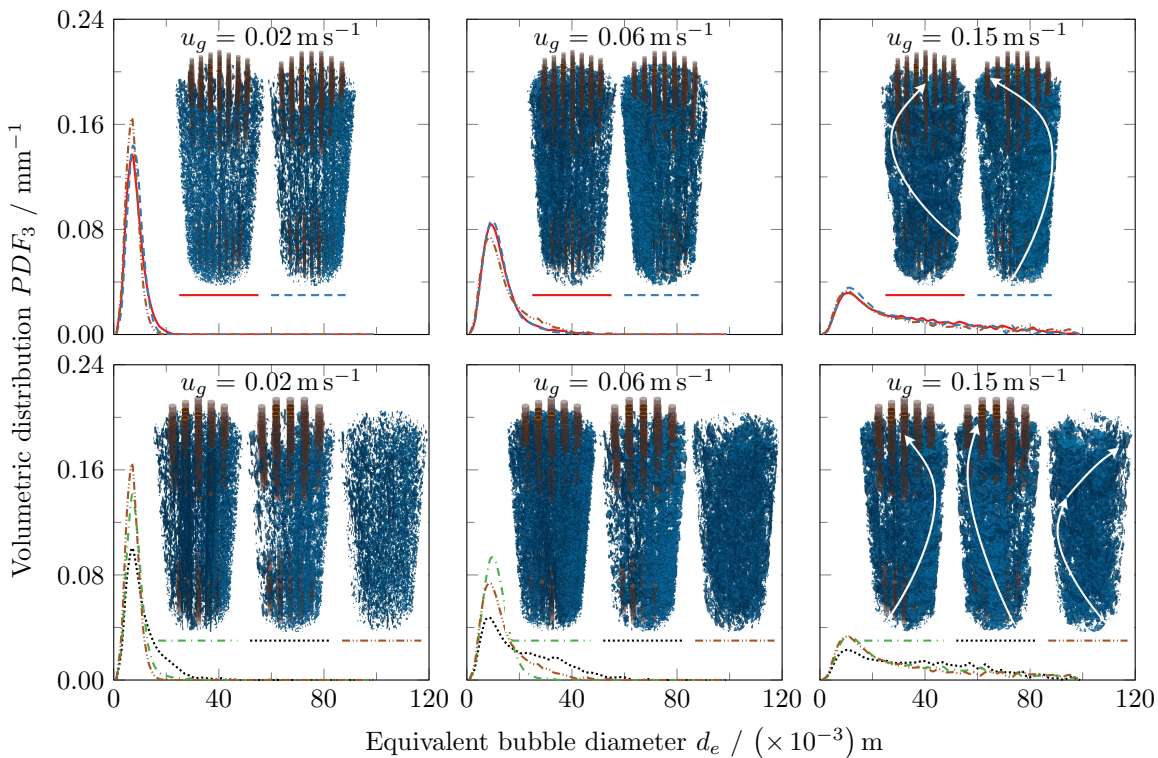 0.24
0.16
0.08
0.00
Volumetric distribution PDF₃ / mm⁻¹
u_g = 0.02 m s⁻¹
u_g = 0.06 m s⁻¹
u_g = 0.15 m s⁻¹
0.24
0.16
0.08
0.00
u_g = 0.02 m s⁻¹
u_g = 0.06 m s⁻¹
u_g = 0.15 m s⁻¹
0 40 80 120
0 40 80 120
0 40 80 120
Equivalent bubble diameter d_e / (× 10⁻³) m